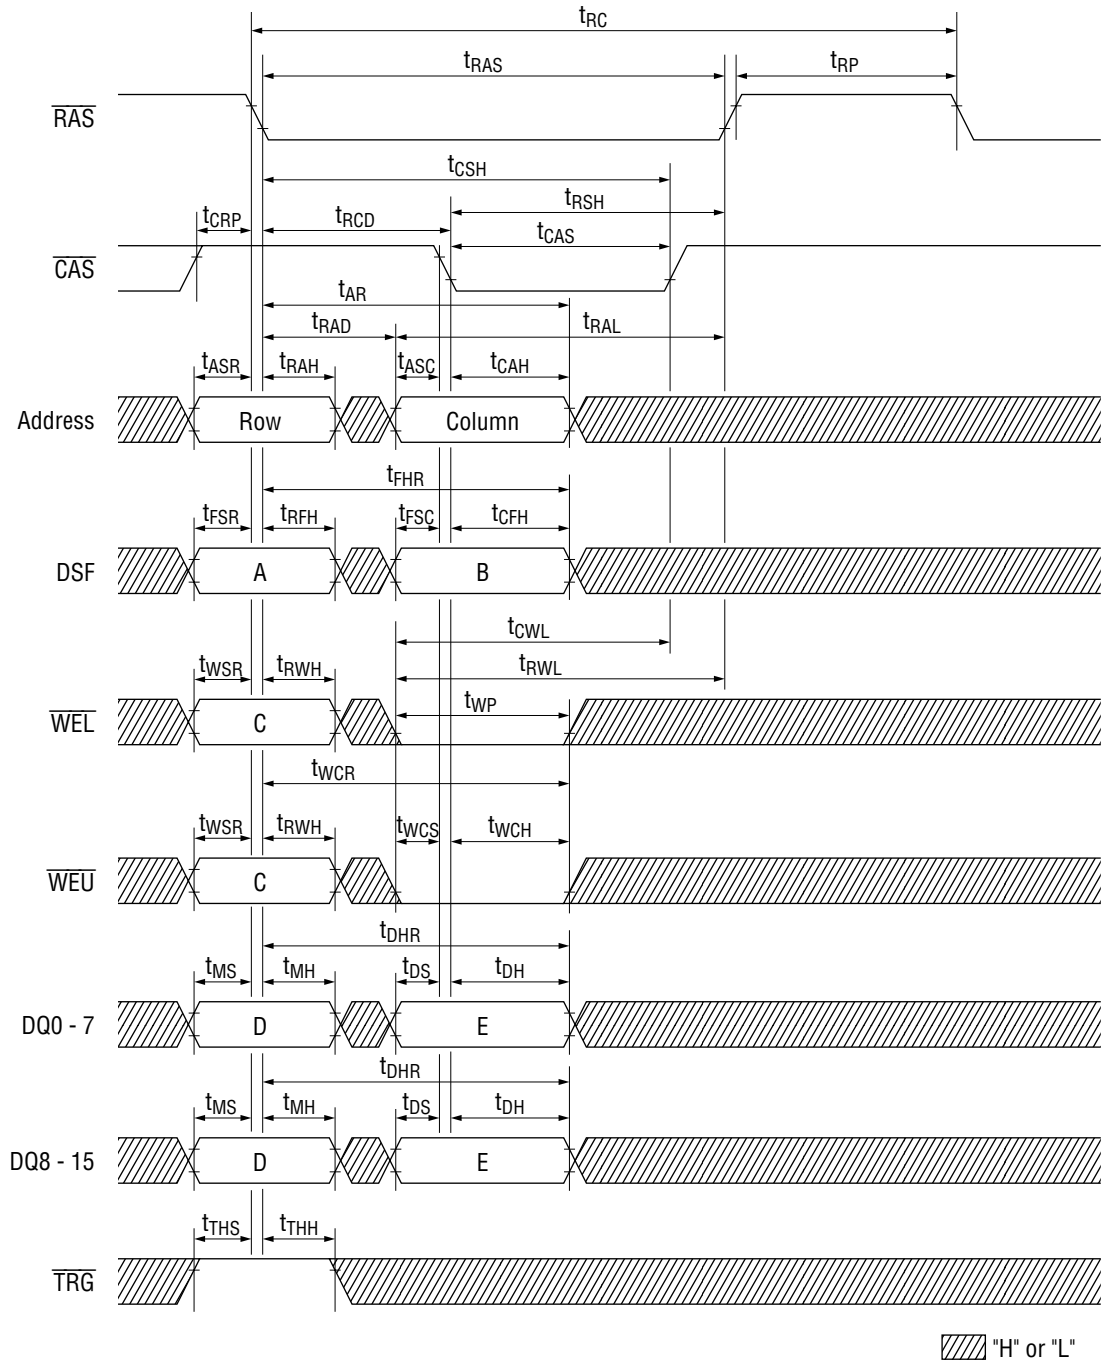 tRC
tRAS tRP
RAS
tCSH
tRSH
tCRP tRCD
tCAS
CAS
tAR
tRAD tRAL
tASR tRAH tASC tCAH
Address Row Column
tFHR
tFSR tRFH tFSC tCFH
DSF A B
tCWL
tWSR tRWH tRWL
tWP
WEL C
tWCR
tWSR tRWH tWCS tWCH
WEU C
tDHR
tMS tMH tDS tDH
DQ0 - 7 D E
tDHR
tMS tMH tDS tDH
DQ8 - 15 D E
tTHS tTHH
TRG
"H" or "L"